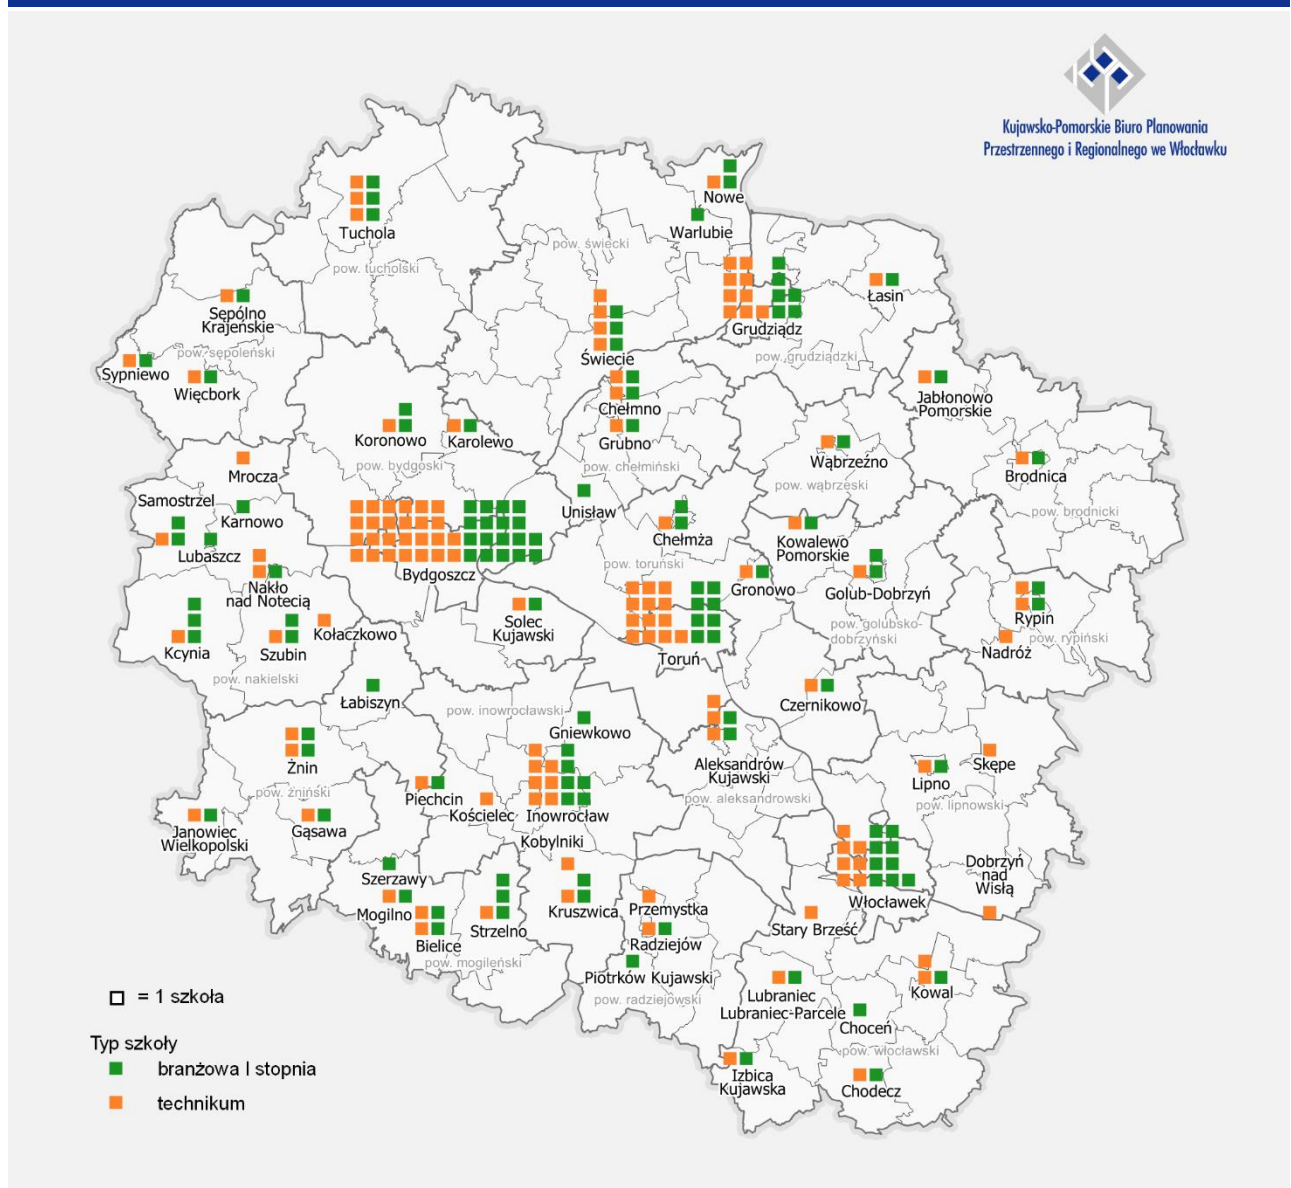 Kujawsko-Pomorskie Biuro Planowania
Przestrzennego i Regionalnego we Włocławku
Nowe
Tuchola
Warlubie
pow. świecki
pow. tucholski
Łasin
Sępólno
Krajeńskie
Grudziądz
Świecie
pow. sępoleński
pow. grudziądzki
Sypniewo
Więcbork
Jabłonowo
Pomorskie
Chełmno
Koronowo
Karolewo
Grubno
Wąbrzeźno
pow. bydgoski
pow. chełmiński
Mrocza
Brodnica
pow. wąbrzeski
Samostrzel
Unisław
pow. brodnicki
Karnowo
Chełmża
Kowalewo
Pomorskie
Lubaszcz
pow. toruński
Bydgoszcz
Nakło
nad Notecią
Gronowo
Golub-Dobrzyń
Solec
Kujawski
Rypin
pow. golubsko-
dobrzyński
Kołaczkowo
pow. rypiński
Kcynia
Szubin
Toruń
Nadróż
pow. nakielski
Łabiszyn
Czernikowo
pow. inowrocławski
Gniewkowo
Żnin
Aleksandrów
Kujawski
Skępe
Lipno
pow. żniński
Piechcin
pow. aleksandrowski
pow. lipnowski
Kościelec
Inowrocław
Janowiec
Wielkopolski
Gąsawa
Kobylniki
Dobrzyń
nad
Wisłą
Szerzawy
Włocławek
Mogilno
Kruszwica
Przemystka
Strzelno
Stary Brześć
Bielice
Radziejów
pow. mogileński
Piotrków Kujawski
Kowal
= 1 szkoła
pow. radziejowski
Lubraniec
Lubraniec-Parcele
Choceń
Typ szkoły
pow. włocławski
branżowa I stopnia
Izbica
Kujawska
Chodecz
technikum